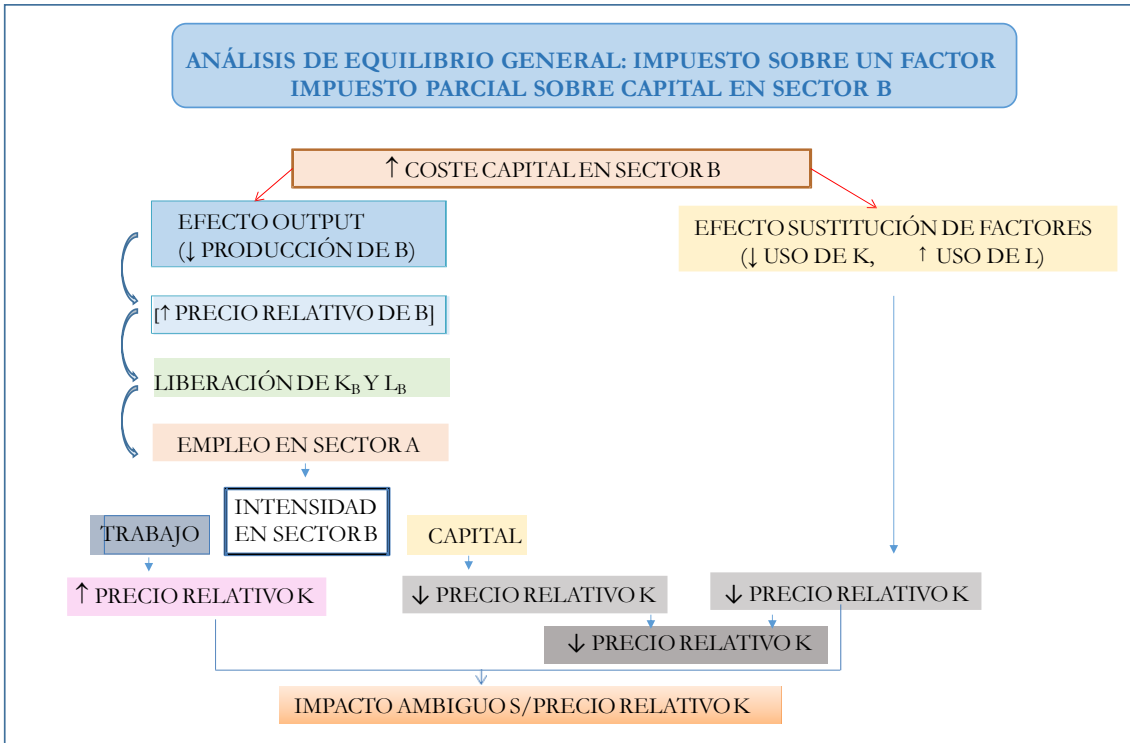 ANÁLISIS DE EQUILIBRIO GENERAL: IMPUESTO SOBRE UN FACTOR
IMPUESTO PARCIAL SOBRE CAPITAL EN SECTOR B
↑ COSTE CAPITAL EN SECTOR B
EFECTO OUTPUT
(↓ PRODUCCIÓN DE B)
EFECTO SUSTITUCIÓN DE FACTORES
(↓ USO DE K, ↑ USO DE L)
[↑ PRECIO RELATIVO DE B]
LIBERACIÓN DE K_B Y L_B
EMPLEO EN SECTOR A
INTENSIDAD
EN SECTOR B
TRABAJO
CAPITAL
↑ PRECIO RELATIVO K
↓ PRECIO RELATIVO K
↓ PRECIO RELATIVO K
↓ PRECIO RELATIVO K
IMPACTO AMBIGUO S/PRECIO RELATIVO K